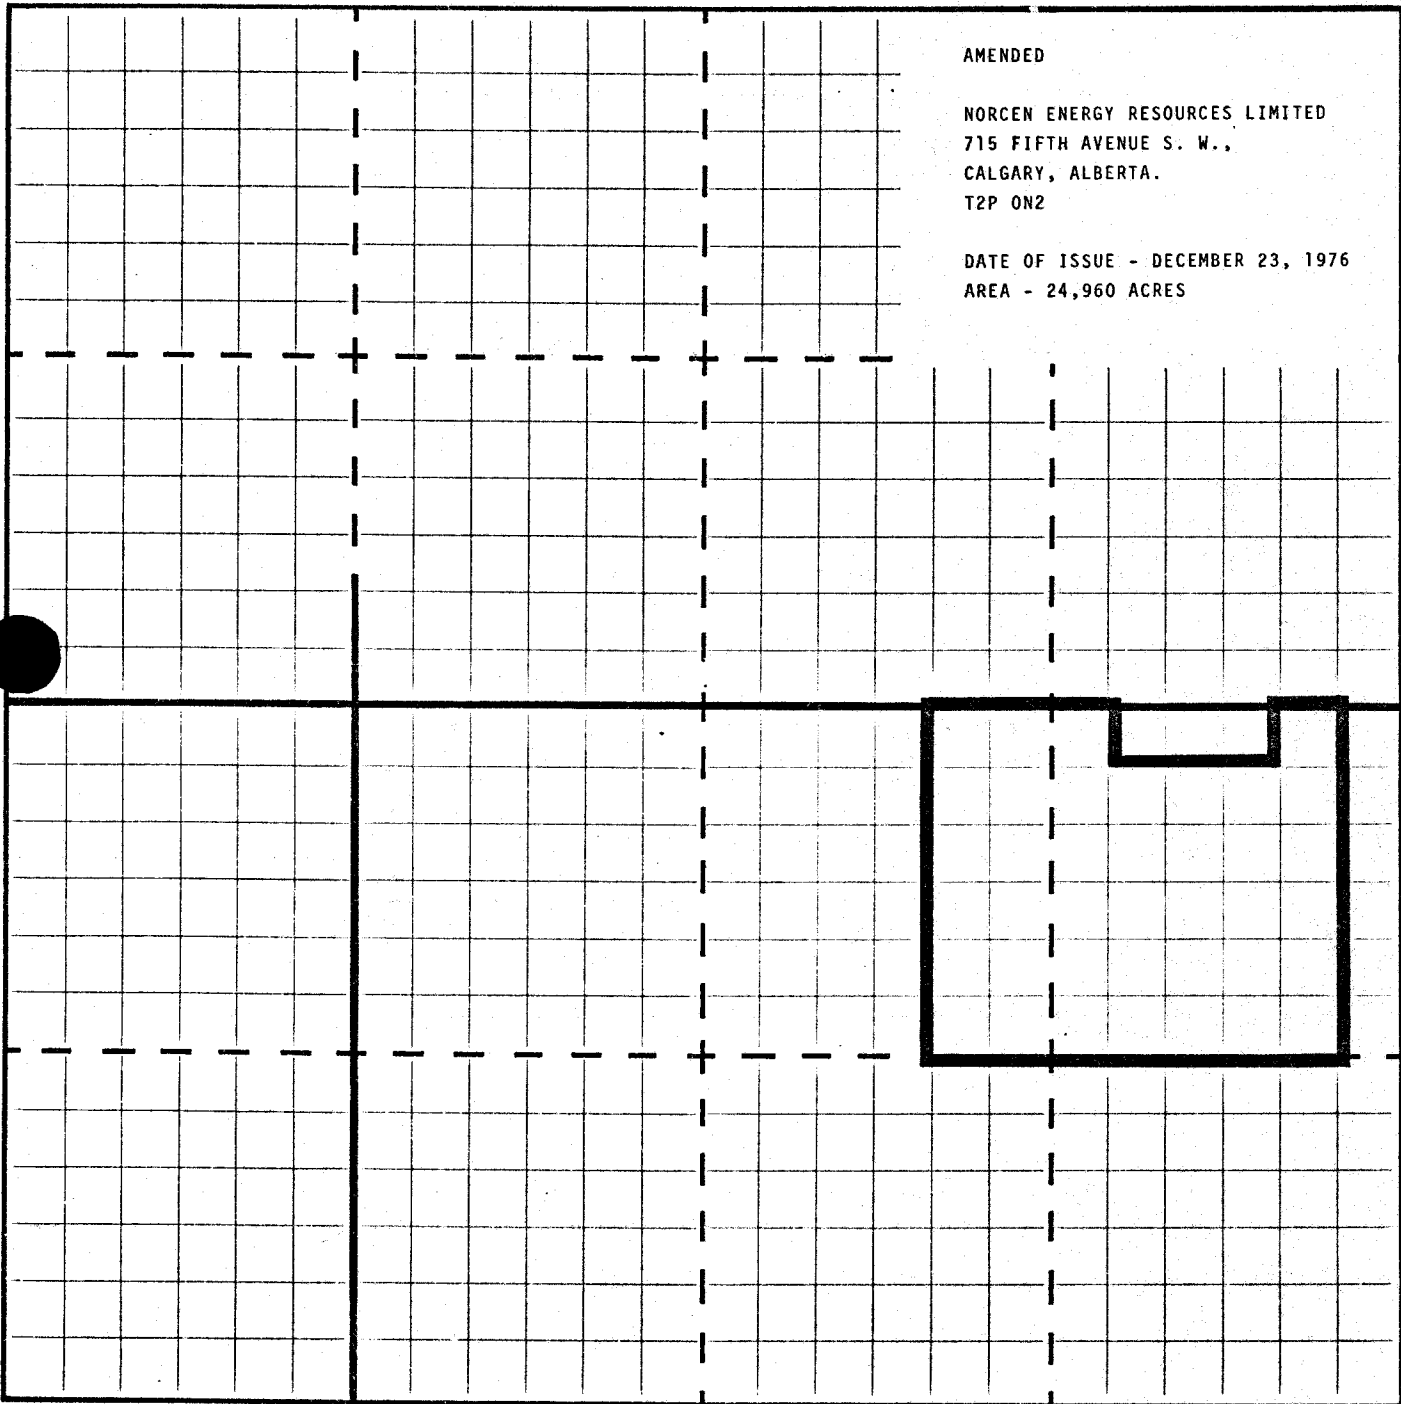 AMENDED
NORCEN ENERGY RESOURCES LIMITED
715 FIFTH AVENUE S. W.,
CALGARY, ALBERTA.
T2P ON2
DATE OF ISSUE - DECEMBER 23, 1976
AREA - 24,960 ACRES